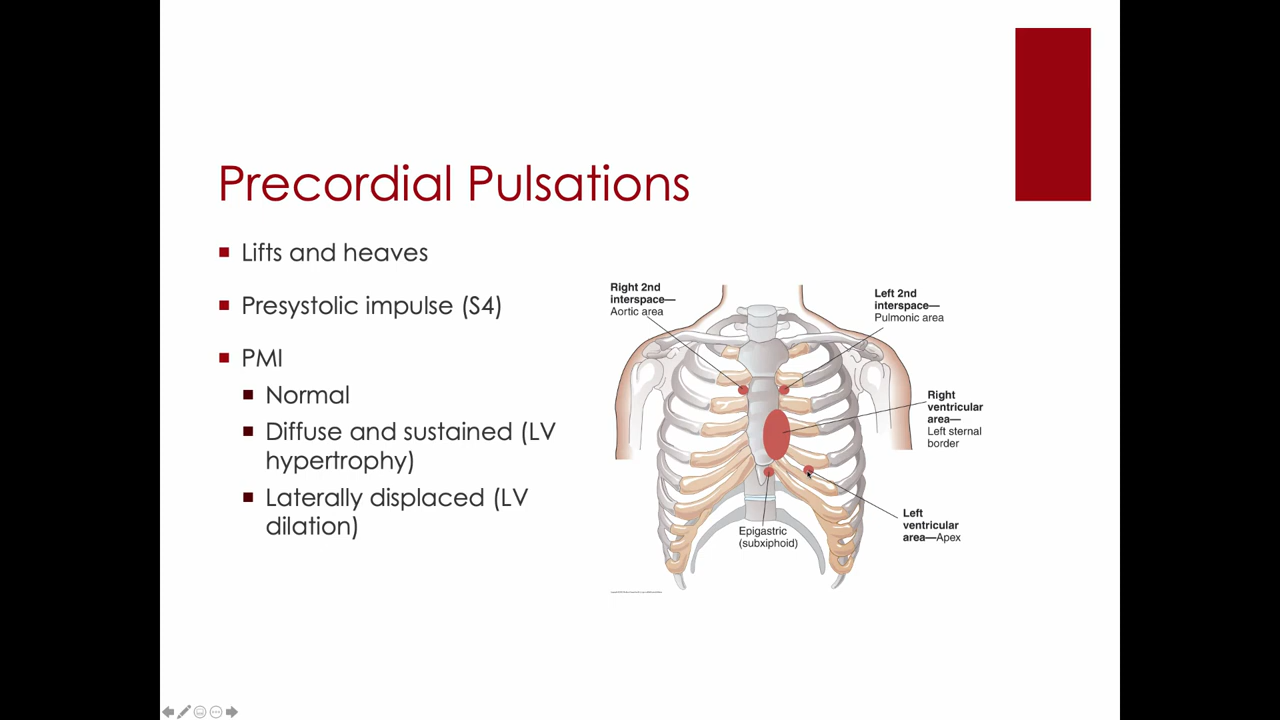 Precordial Pulsations
Lifts and heaves
Presystolic impulse (S4)
PMI
Normal
Diffuse and sustained (LV
hypertrophy)
Laterally displaced (LV
dilation)
Right 2nd
interspace—
Aortic area
Left 2nd
interspace—
Pulmonic area
Right
ventricular
area—
Left sternal
border
Left
ventricular
area—Apex
Epigastric
(subxiphoid)